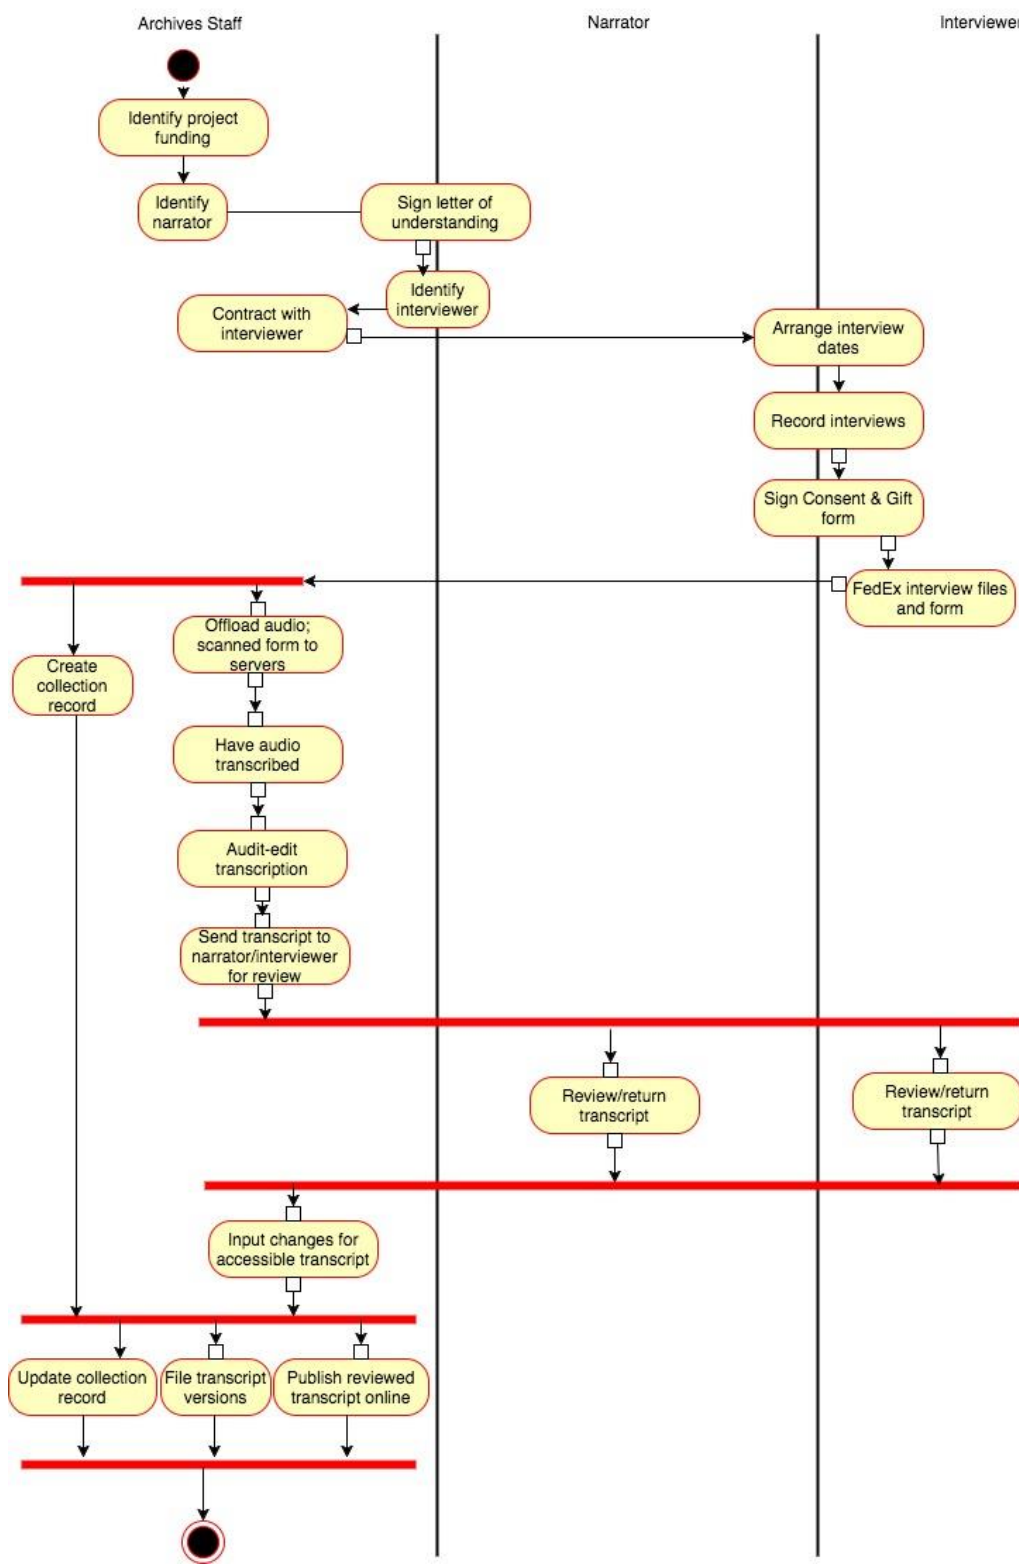 Archives Staff
Narrator
Interviewer
Identify project
funding
Identify
narrator
Sign letter of
understanding
Identify
interviewer
Contract with
interviewer
Arrange interview
dates
Record interviews
Sign Consent & Gift
form
FedEx interview files
and form
Offload audio;
scanned form to
servers
Create
collection
record
Have audio
transcribed
Audit-edit
transcription
Send transcript to
narrator/interviewer
for review
Review/return
transcript
Review/return
transcript
Input changes for
accessible transcript
Update collection
record
File transcript
versions
Publish reviewed
transcript online